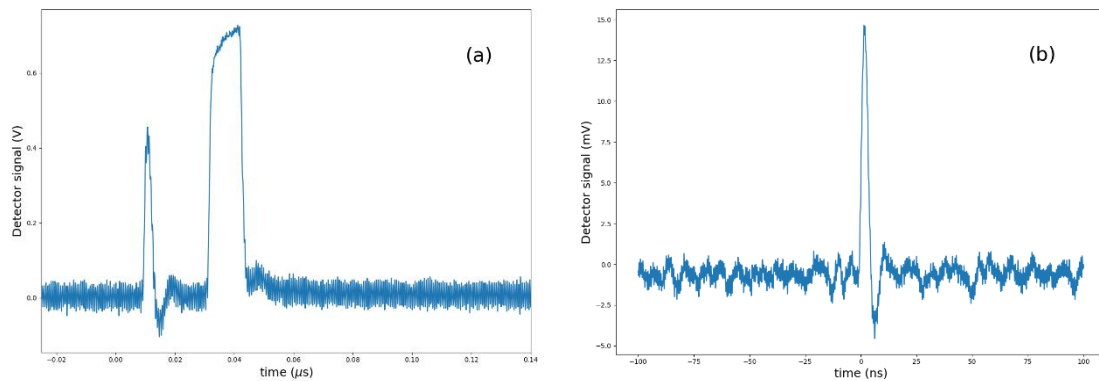 (a)
Detector signal (V)
0.6
0.4
0.2
0.0
−0.02 0.00 0.02 0.04 0.06 0.08 0.10 0.12 0.14
time (μs)
(b)
Detector signal (mV)
15.0
12.5
10.0
7.5
5.0
2.5
0.0
−2.5
−5.0
−100 −75 −50 −25 0 25 50 75 100
time (ns)